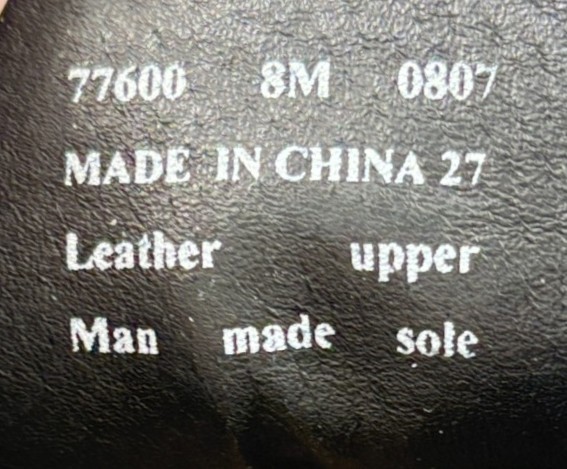 77600 8M 0807
MADE IN CHINA 27
Leather upper
Man made sole